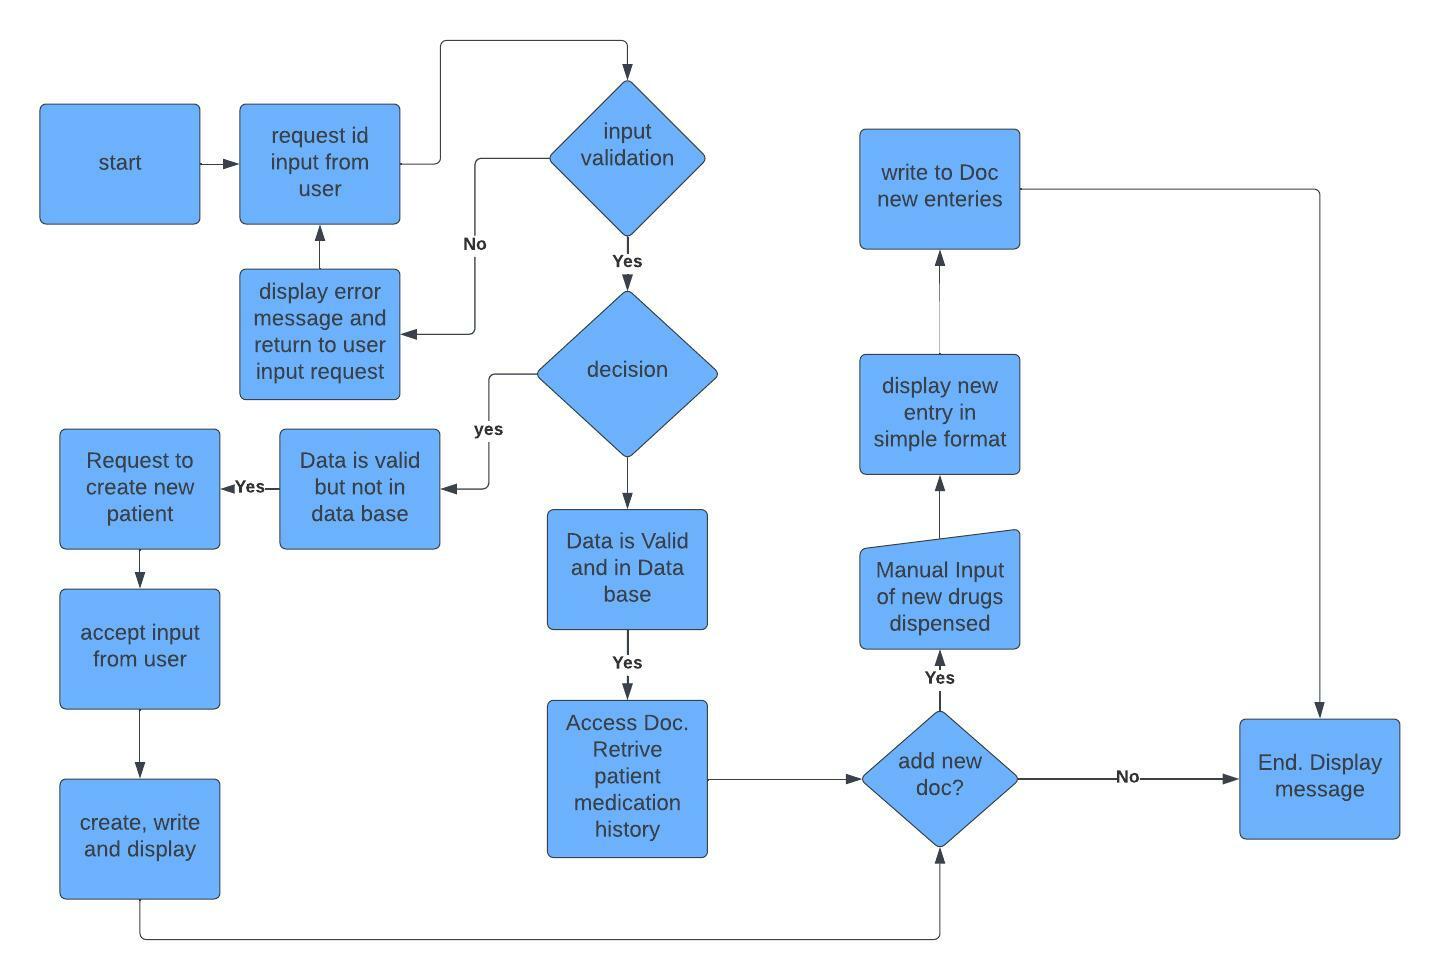 start
request id
input from
user
input
validation
No
Yes
display error
message and
return to user
input request
decision
yes
Data is valid
but not in
data base
Yes
Request to
create new
patient
accept input
from user
create, write
and display
Data is Valid
and in Data
base
Yes
Access Doc.
Retrive
patient
medication
history
add new
doc?
Yes
Manual Input
of new drugs
dispensed
display new
entry in
simple format
write to Doc
new enteries
No
End. Display
message